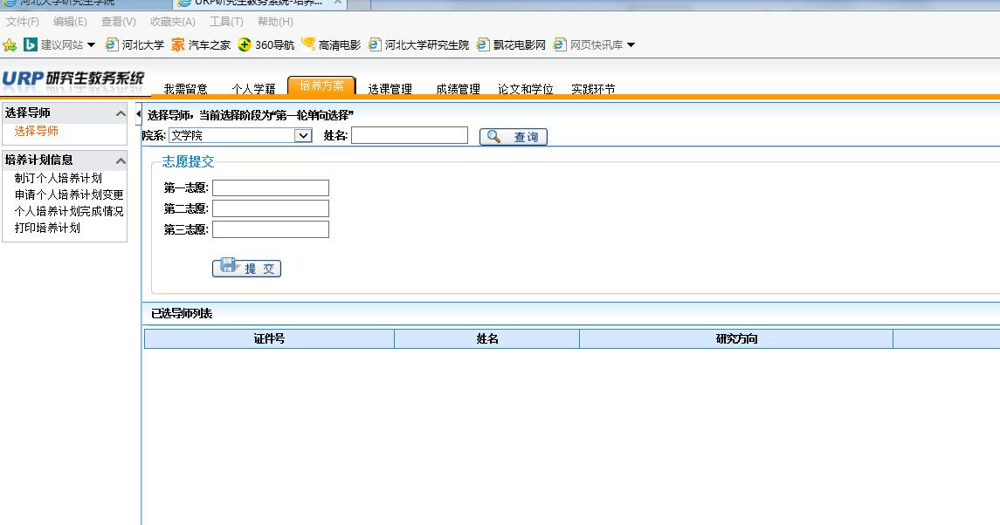 河北大学研究生学院
URP研究生教务系统-培养...
文件(F) 编辑(E) 查看(V) 收藏夹(A) 工具(T) 帮助(H)
建议网站 河北大学 汽车之家 360导航 高清电影 河北大学研究生院 飘花电影网 网页快讯库
URP研究生教务系统
我需留意 个人学籍 培养方案 选课管理 成绩管理 论文和学位 实践环节
选择导师
选择导师
培养计划信息
制订个人培养计划
申请个人培养计划变更
个人培养计划完成情况
打印培养计划
选择导师，当前选择阶段为“第一轮单向选择”
院系: 文学院 姓名: 查询
志愿提交
第一志愿:
第二志愿:
第三志愿:
提 交
已选导师列表
证件号 姓名 研究方向